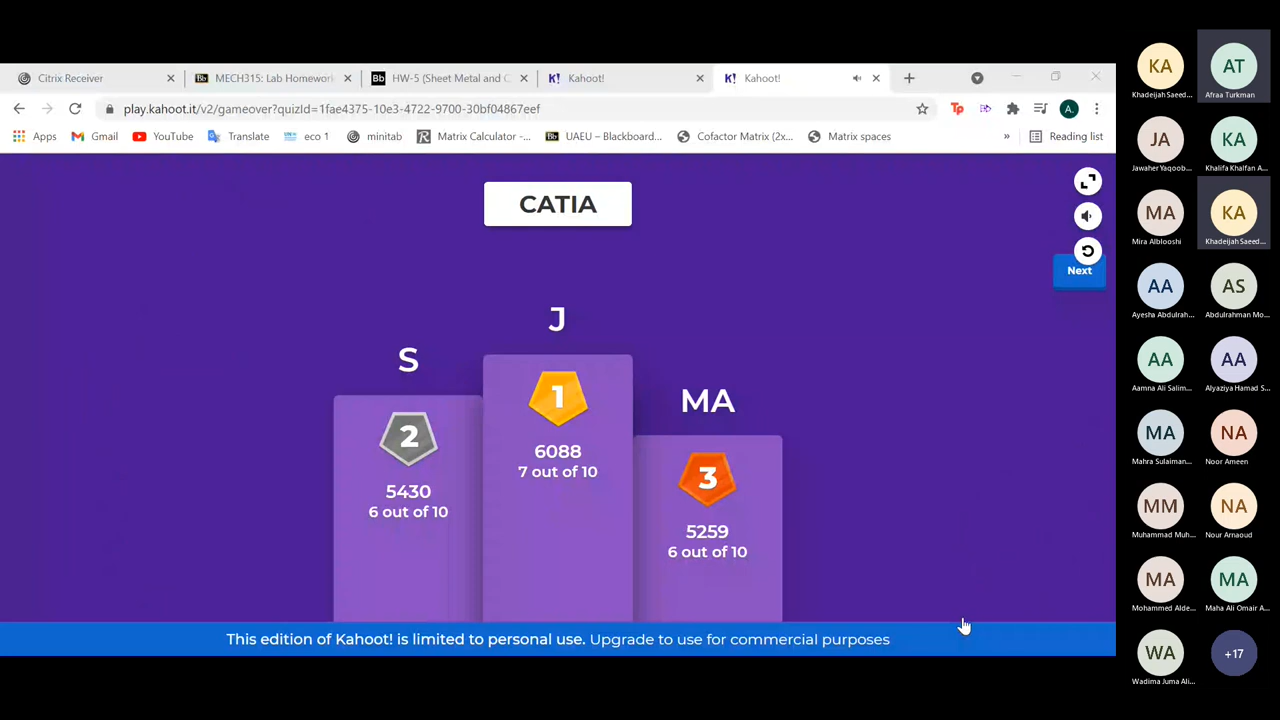 Citrix Receiver
Bb MECH315: Lab Homework
Bb HW-5 (Sheet Metal and C
K! Kahoot!
K! Kahoot!
play.kahoot.it/v2/gameover?quizId=1fae4375-10e3-4722-9700-30bf04867eef
Tp
A.
Apps
Gmail
YouTube
Translate
eco 1
minitab
Matrix Calculator -...
Bb UAEU – Blackboard...
Cofactor Matrix (2x...
Matrix spaces
»
Reading list
CATIA
Next
J
1
6088
7 out of 10
S
2
5430
6 out of 10
MA
3
5259
6 out of 10
This edition of Kahoot! is limited to personal use. Upgrade to use for commercial purposes
KA
Khadeijah Saeed...
AT
Afraa Turkman
JA
Jawaher Yaqoob...
KA
Khalifa Khalfan A...
MA
Mira Alblooshi
KA
Khadeijah Saeed...
AA
Ayesha Abdulrah...
AS
Abdulrahman Mo...
AA
Aamna Ali Salim...
AA
Alyaziya Hamad S...
MA
Mahra Sulaiman...
NA
Noor Ameen
MM
Muhammad Muh...
NA
Nour Arnaoud
MA
Mohammed Alde...
MA
Maha Ali Omair A...
WA
Wadima Juma Ali...
+17